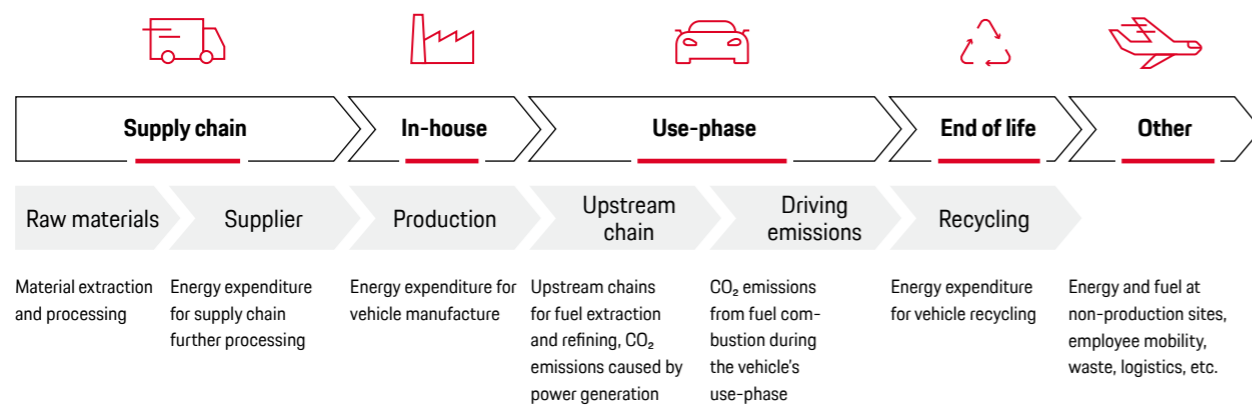 Supply chain
In-house
Use-phase
End of life
Other
Raw materials
Supplier
Production
Upstream
chain
Driving
emissions
Recycling
Material extraction
and processing
Energy expenditure
for supply chain
further processing
Energy expenditure for
vehicle manufacture
Upstream chains
for fuel extraction
and refining, CO₂
emissions caused by
power generation
CO₂ emissions
from fuel com-
bustion during
the vehicle's
use-phase
Energy expenditure
for vehicle recycling
Energy and fuel at
non-production sites,
employee mobility,
waste, logistics, etc.